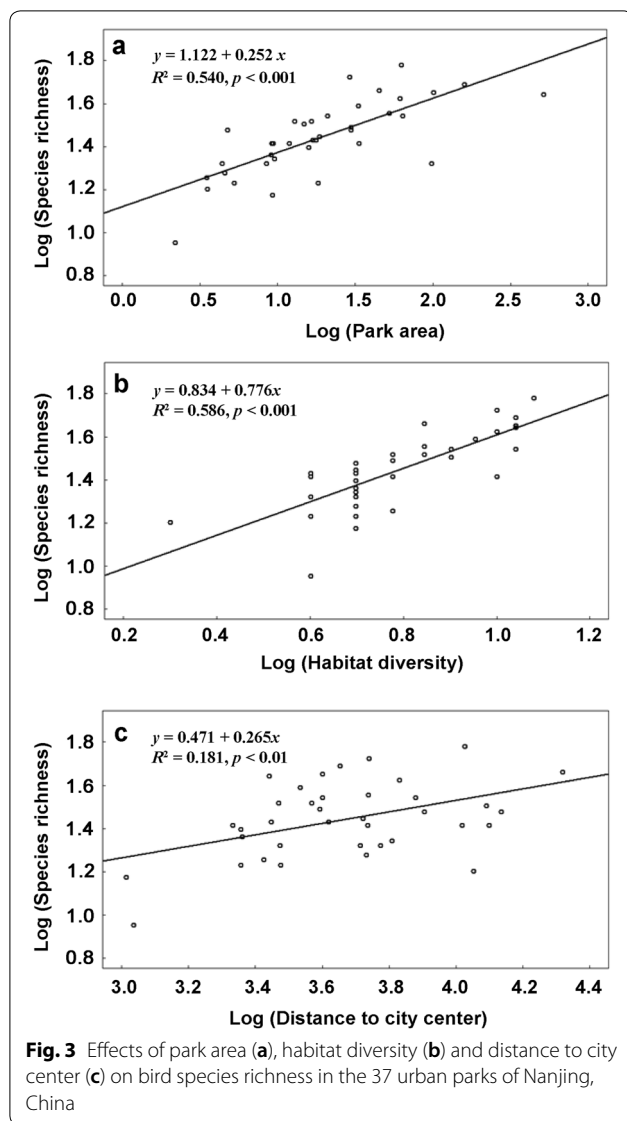 a
y = 1.122 + 0.252 x
R² = 0.540, p < 0.001
Log (Species richness)
1.8
1.6
1.4
1.2
1.0
0.8
0.0 0.5 1.0 1.5 2.0 2.5 3.0
Log (Park area)
b
y = 0.834 + 0.776x
R² = 0.586, p < 0.001
Log (Species richness)
1.8
1.6
1.4
1.2
1.0
0.8
0.2 0.4 0.6 0.8 1.0 1.2
Log (Habitat diversity)
c
y = 0.471 + 0.265x
R² = 0.181, p < 0.01
Log (Species richness)
1.8
1.6
1.4
1.2
1.0
0.8
3.0 3.2 3.4 3.6 3.8 4.0 4.2 4.4
Log (Distance to city center)
Fig. 3 Effects of park area (a), habitat diversity (b) and distance to city
center (c) on bird species richness in the 37 urban parks of Nanjing,
China